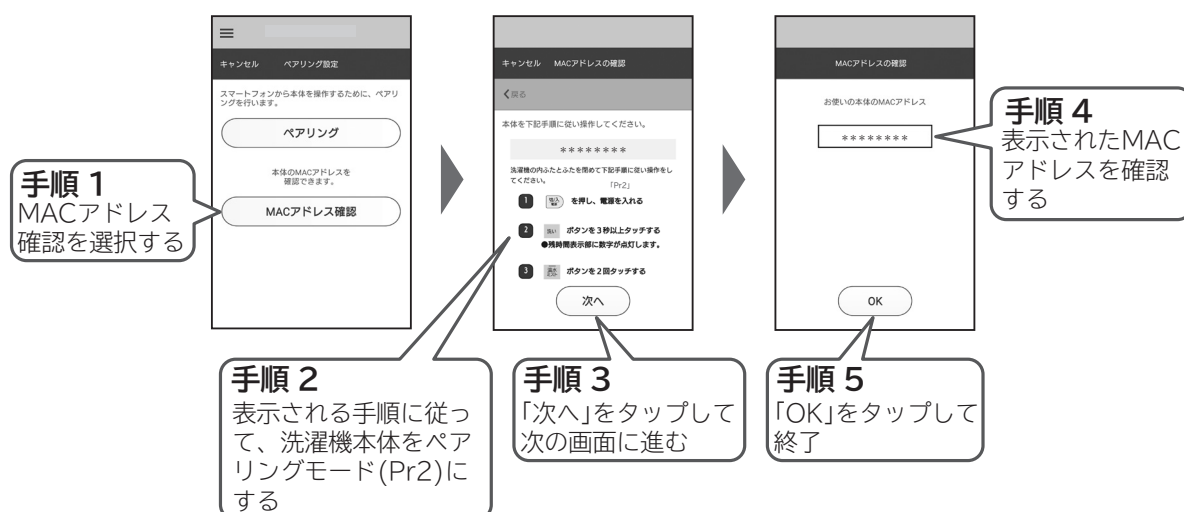 キャンセル ペアリング設定
スマートフォンから本体を操作するために、ペアリ
ングを行います。
ペアリング
本体のMACアドレスを
確認できます。
MACアドレス確認
手順 1
MACアドレス
確認を選択する
キャンセル MACアドレスの確認
戻る
本体を下記手順に従い操作してください。
********
洗濯機の内ふたとふたを閉めて下記手順に従い操作をし
てください。
「Pr2」
1 を押し、電源を入れる
2 洗い ボタンを3秒以上タッチする
●残時間表示部に数字が点灯します。
3 ボタンを2回タッチする
次へ
手順 2
表示される手順に従っ
て、洗濯機本体をペア
リングモード(Pr2)に
する
手順 3
「次へ」をタップして
次の画面に進む
MACアドレスの確認
お使いの本体のMACアドレス
********
OK
手順 4
表示されたMAC
アドレスを確認
する
手順 5
「OK」をタップして
終了